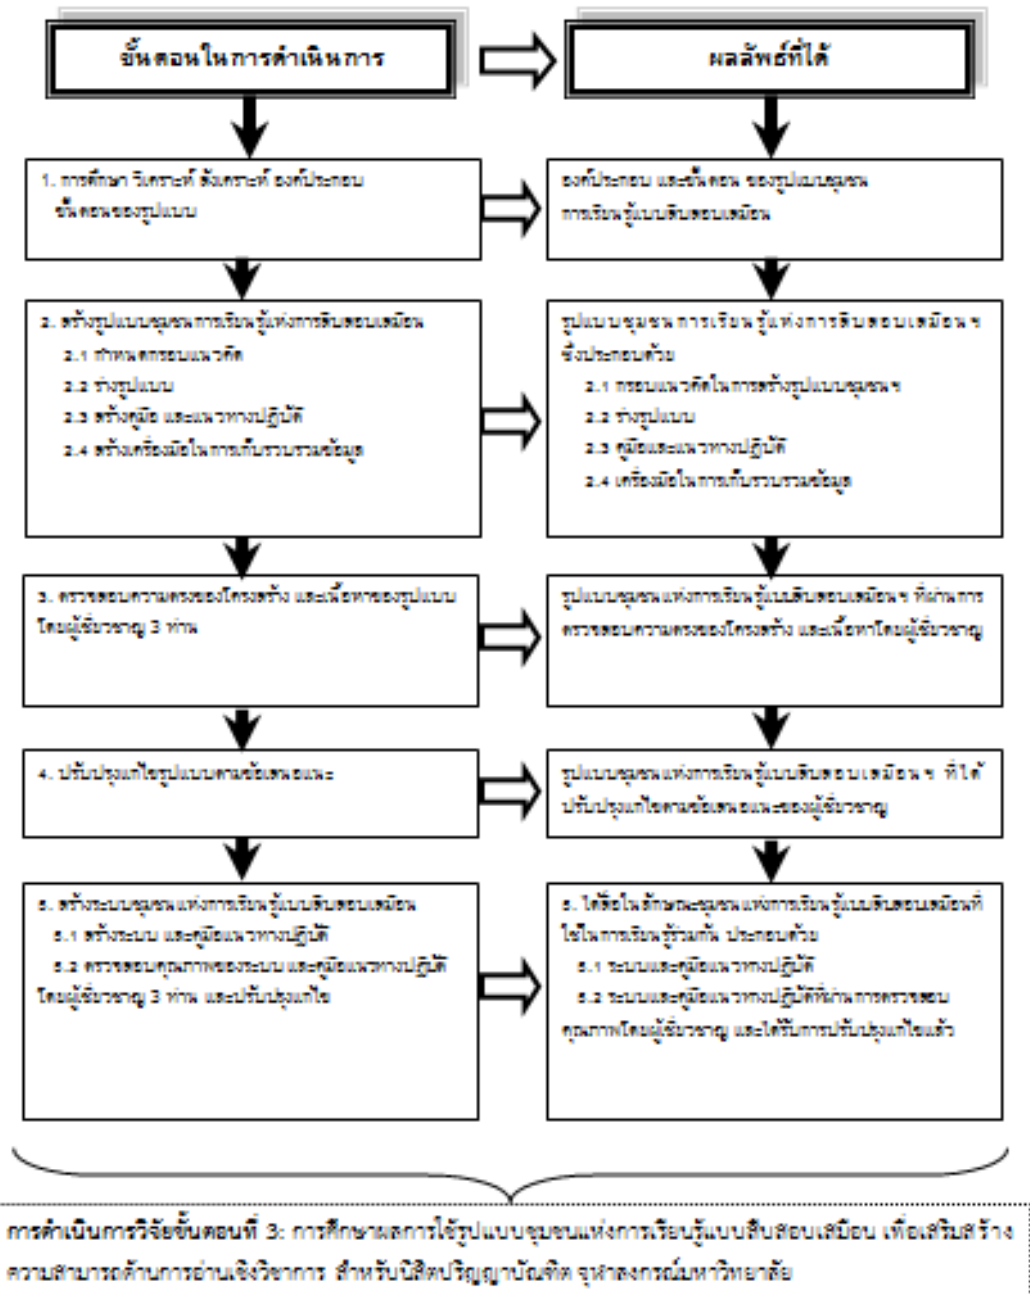 ขั้นตอนในการดำเนินการ
ผลลัพธ์ที่ได้
1. การศึกษา วิเคราะห์ สังเคราะห์ องค์ประกอบ
ขั้นตอนของรูปแบบ
องค์ประกอบ และขั้นตอน ของรูปแบบชุมชน
การเรียนรู้แบบสืบสอบเสมือน
2. สร้างรูปแบบชุมชนการเรียนรู้แห่งการสืบสอบเสมือน
2.1 กำหนดกรอบแนวคิด
2.2 ร่างรูปแบบ
2.3 สร้างคู่มือ และแนวทางปฏิบัติ
2.4 สร้างเครื่องมือในการเก็บรวบรวมข้อมูล
รูปแบบชุมชนการเรียนรู้แห่งการสืบสอบเสมือนฯ
ซึ่งประกอบด้วย
2.1 กรอบแนวคิดในการสร้างรูปแบบชุมชนฯ
2.2 ร่างรูปแบบ
2.3 คู่มือและแนวทางปฏิบัติ
2.4 เครื่องมือในการเก็บรวบรวมข้อมูล
3. ตรวจสอบความตรงของโครงสร้าง และเนื้อหาของรูปแบบ
โดยผู้เชี่ยวชาญ 3 ท่าน
รูปแบบชุมชนแห่งการเรียนรู้แบบสืบสอบเสมือนฯ ที่ผ่านการ
ตรวจสอบความตรงของโครงสร้าง และเนื้อหาโดยผู้เชี่ยวชาญ
4. ปรับปรุงแก้ไขรูปแบบตามข้อเสนอแนะ
รูปแบบชุมชนแห่งการเรียนรู้แบบสืบสอบเสมือนฯ ที่ได้
ปรับปรุงแก้ไขตามข้อเสนอแนะของผู้เชี่ยวชาญ
5. สร้างระบบชุมชนแห่งการเรียนรู้แบบสืบสอบเสมือน
5.1 สร้างระบบ และคู่มือแนวทางปฏิบัติ
5.2 ตรวจสอบคุณภาพของระบบ และคู่มือแนวทางปฏิบัติ
โดยผู้เชี่ยวชาญ 3 ท่าน และปรับปรุงแก้ไข
5. ได้สื่อในลักษณะชุมชนแห่งการเรียนรู้แบบสืบสอบเสมือนที่
ใช้ในการเรียนรู้ร่วมกัน ประกอบด้วย
5.1 ระบบและคู่มือแนวทางปฏิบัติ
5.2 ระบบและคู่มือแนวทางปฏิบัติที่ผ่านการตรวจสอบ
คุณภาพโดยผู้เชี่ยวชาญ และได้รับการปรับปรุงแก้ไขแล้ว
การดำเนินการวิจัยขั้นตอนที่ 3: การศึกษาผลการใช้รูปแบบชุมชนแห่งการเรียนรู้แบบสืบสอบเสมือน เพื่อเสริมสร้าง
ความสามารถด้านการอ่านเชิงวิชาการ สำหรับนิสิตปริญญาบัณฑิต จุฬาลงกรณ์มหาวิทยาลัย